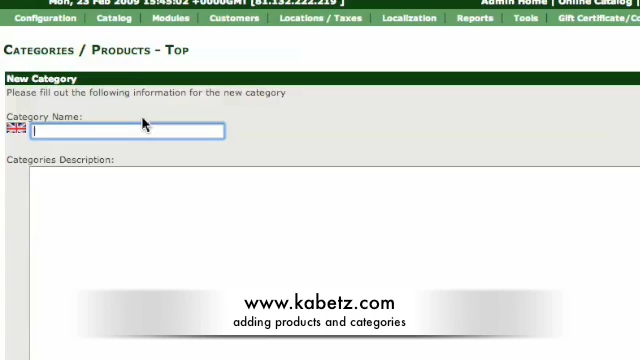 Mon, 23 Feb 2009 15:45:02 +0000GMT [81.132.222.219 ]
Admin Home | Online Catalog |
Configuration | Catalog | Modules | Customers | Locations / Taxes | Localization | Reports | Tools | Gift Certificate/Co
Categories / Products - Top
New Category
Please fill out the following information for the new category
Category Name:
Categories Description:
www.kabetz.com
adding products and categories